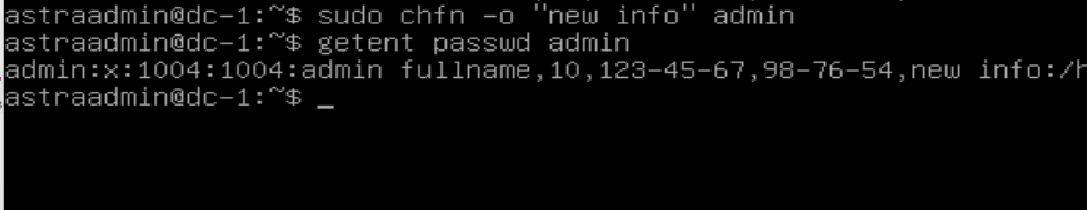 astraadmin@dc-1:~$ sudo chfn -o "new info" admin
astraadmin@dc-1:~$ getent passwd admin
admin:x:1004:1004:admin fullname,10,123-45-67,98-76-54,new info:/h
astraadmin@dc-1:~$ _